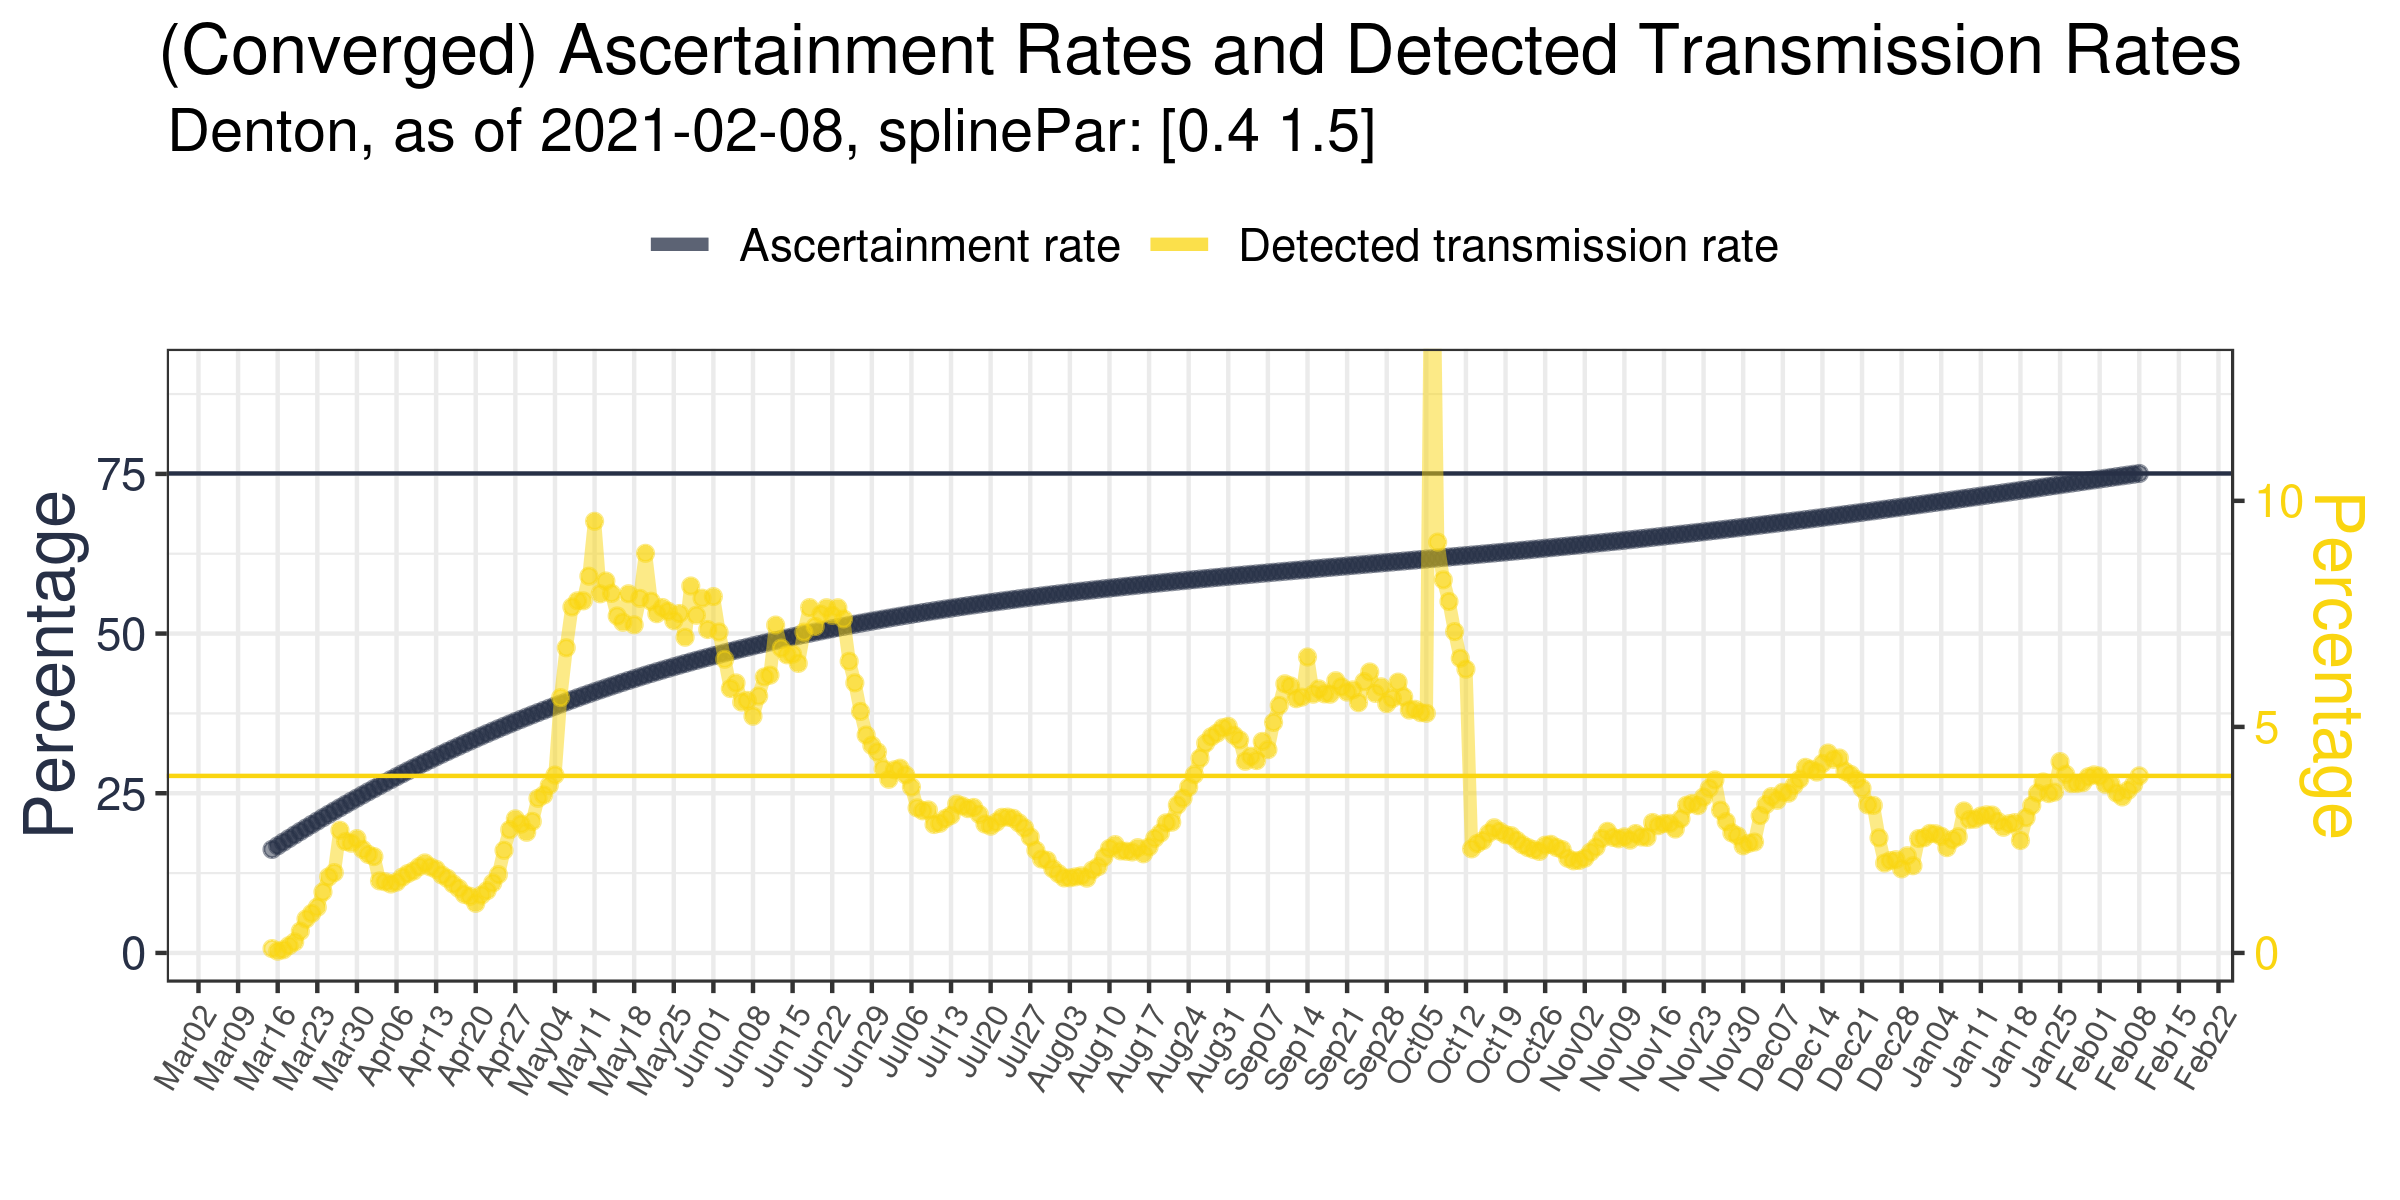 (Converged) Ascertainment Rates and Detected Transmission Rates
Denton, as of 2021-02-08, splinePar: [0.4 1.5]
Ascertainment rate Detected transmission rate
Percentage
75
50
25
0
10
5
0
Percentage
Mar02 Mar09 Mar16 Mar23 Mar30 Apr06 Apr13 Apr20 Apr27 May04 May11 May18 May25 Jun01 Jun08 Jun15 Jun22 Jun29 Jul06 Jul13 Jul20 Jul27 Aug03 Aug10 Aug17 Aug24 Aug31 Sep07 Sep14 Sep21 Sep28 Oct05 Oct12 Oct19 Oct26 Nov02 Nov09 Nov16 Nov23 Nov30 Dec07 Dec14 Dec21 Dec28 Jan04 Jan11 Jan18 Jan25 Feb01 Feb08 Feb15 Feb22